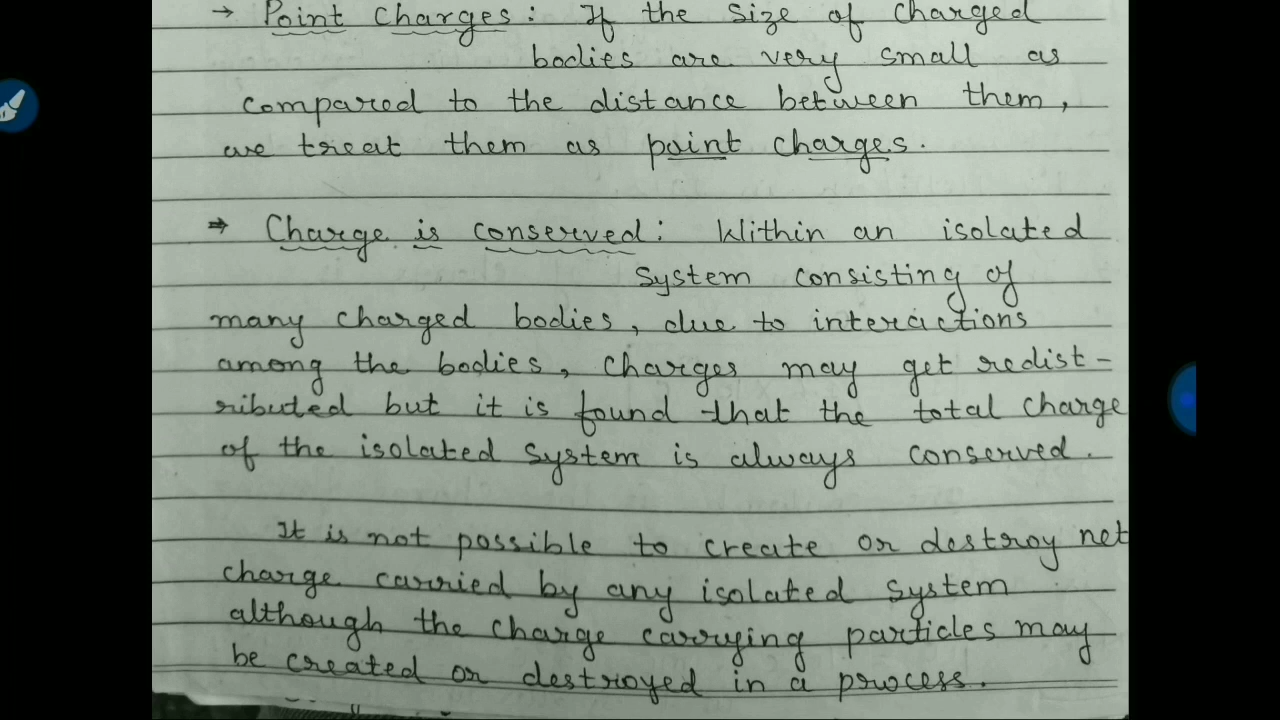 → Point Charges: If the size of charged
bodies are very small as
compared to the distance between them,
we treat them as point charges.
⇒ Charge is conserved: Within an isolated
System consisting of
many charged bodies, due to interactions
among the bodies, charges may get redist-
ributed but it is found that the total charge
of the isolated system is always conserved.
It is not possible to create or destroy net
charge carried by any isolated system
although the charge carrying particles may
be created or destroyed in a process.